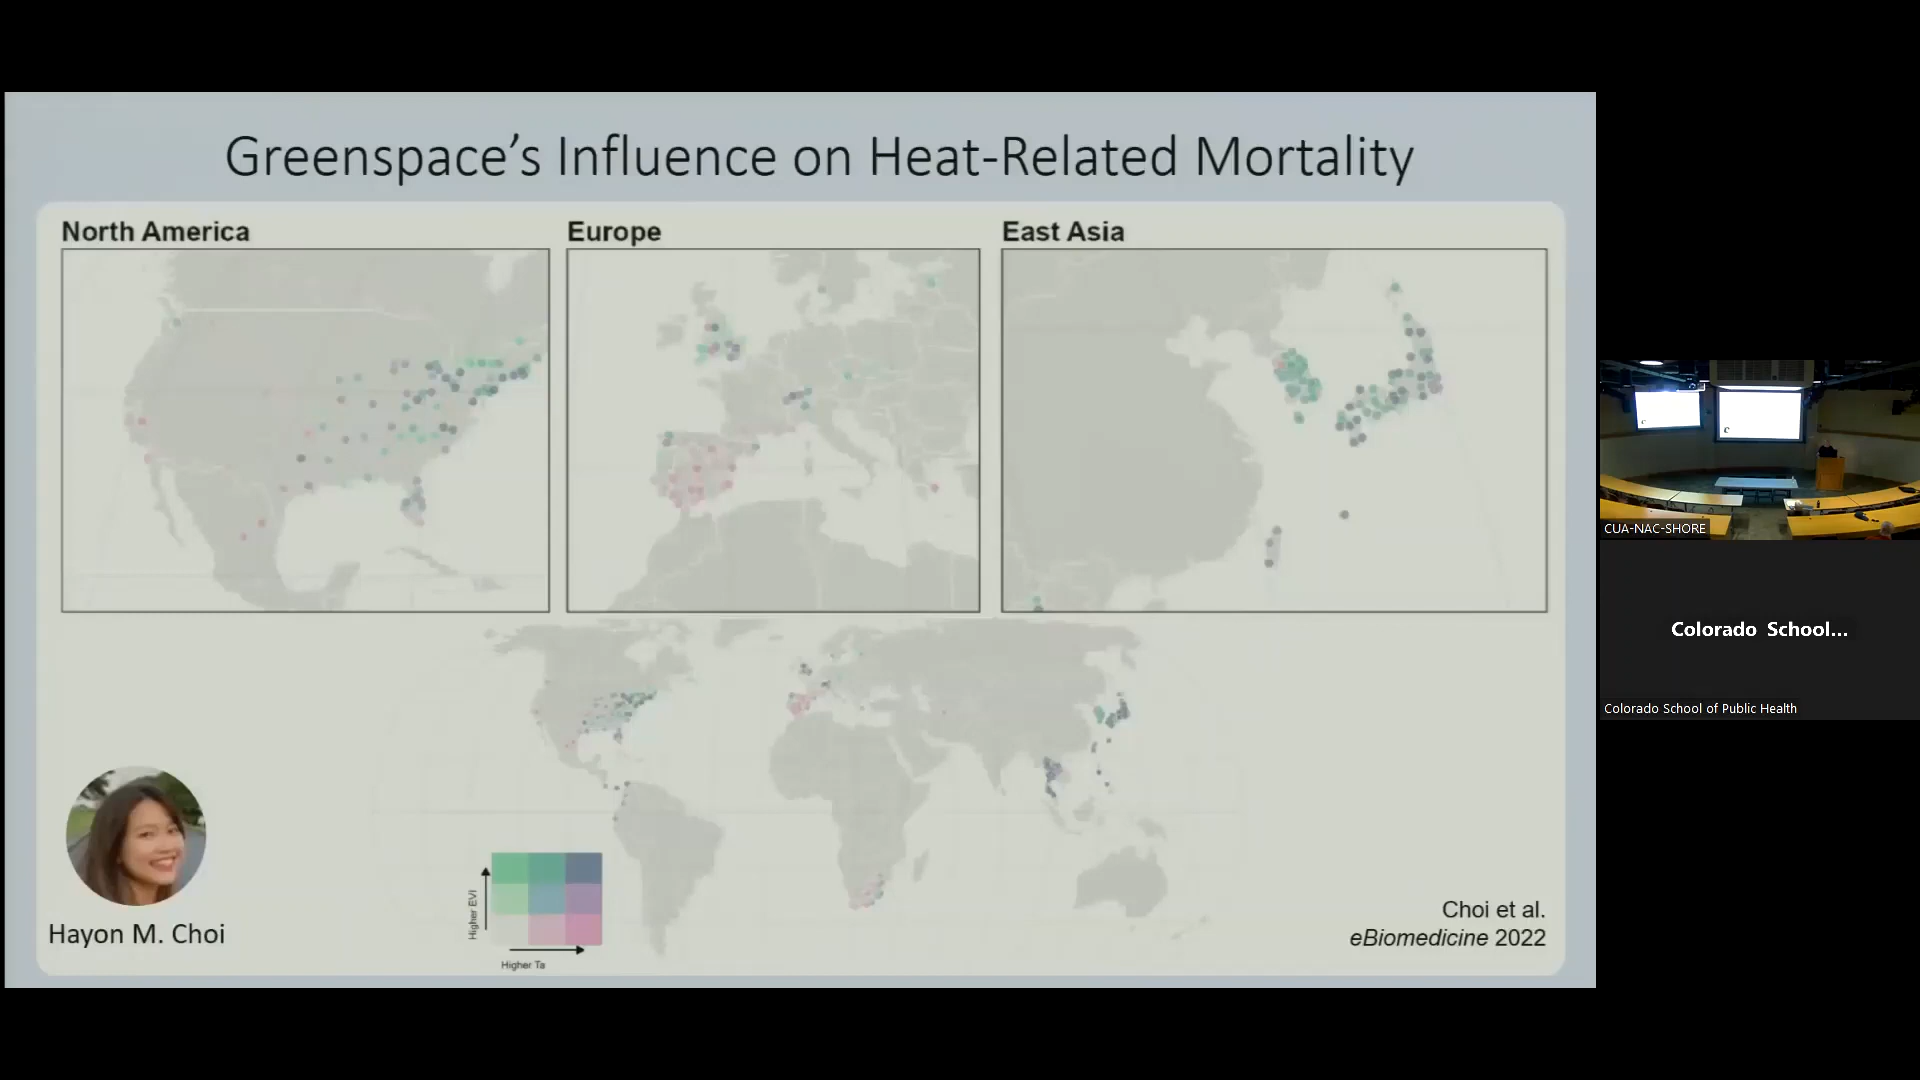 Greenspace’s Influence on Heat-Related Mortality
North America
Europe
East Asia
Higher EVI
Higher Ta
Hayon M. Choi
Choi et al.
eBiomedicine 2022
CUA-NAC-SHORE
Colorado School...
Colorado School of Public Health